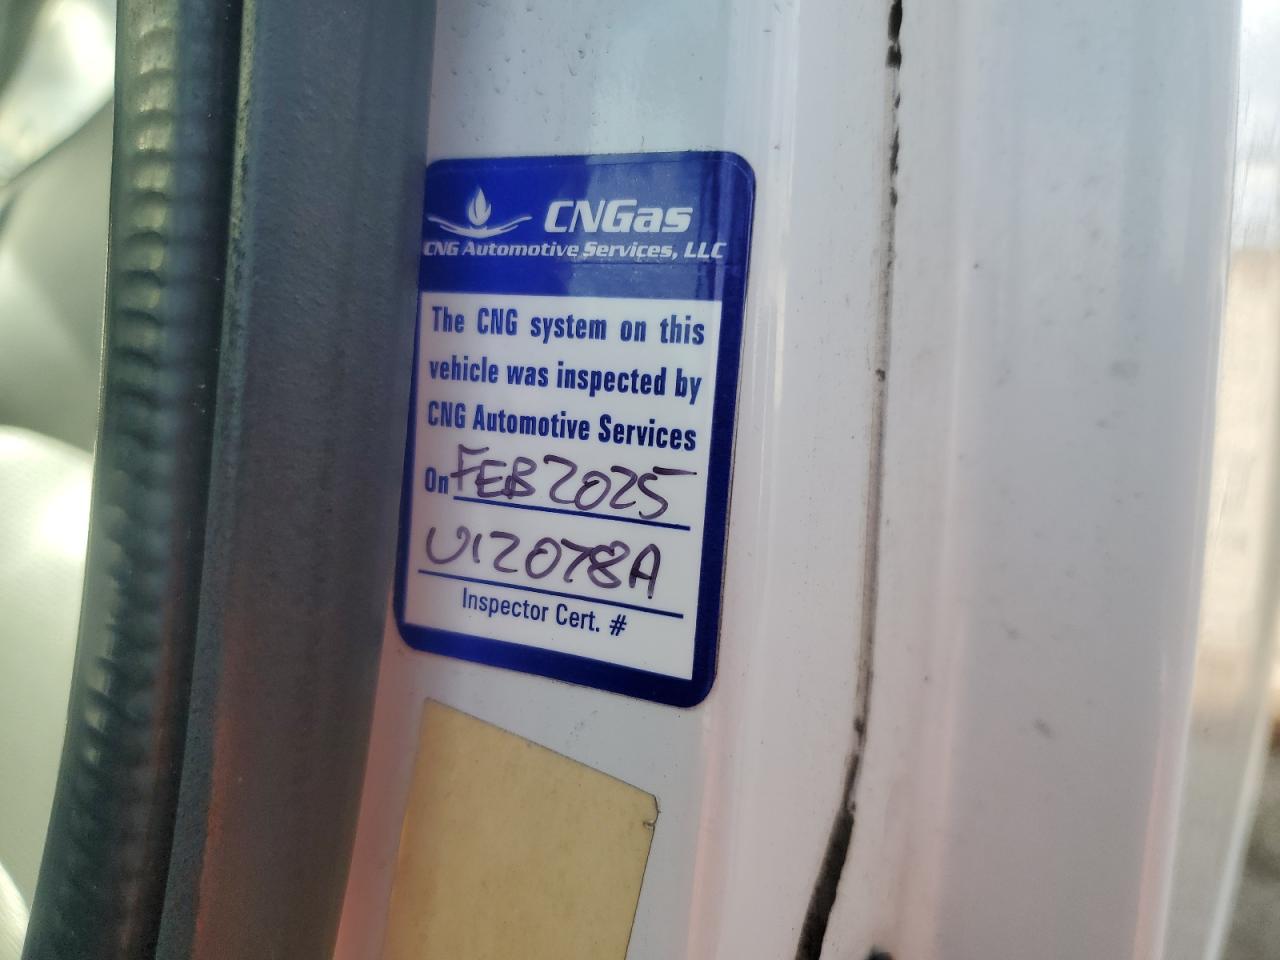 CNGas
CNG Automotive Services, LLC
The CNG system on this
vehicle was inspected by
CNG Automotive Services
On FEB 2025
U12078A
Inspector Cert. #